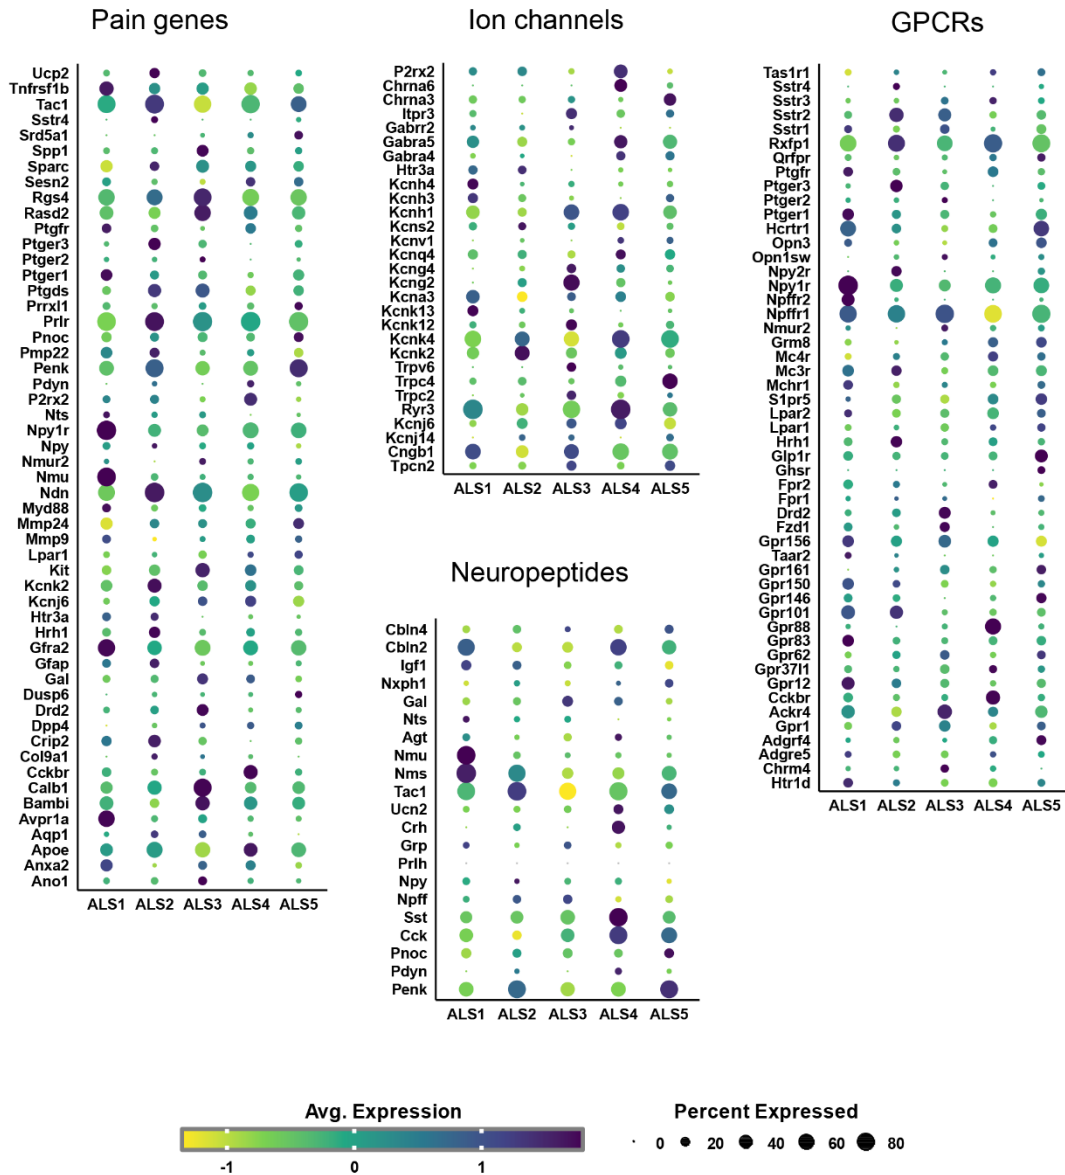 Pain genes
Ucp2
Tnfrsf1b
Tac1
Sstr4
Srd5a1
Spp1
Sparc
Sesn2
Rgs4
Rasd2
Ptgfr
Ptger3
Ptger2
Ptger1
Ptgds
Prrxl1
Prlr
Pnoc
Pmp22
Penk
Pdyn
P2rx2
Nts
Npy1r
Npy
Nmur2
Nmu
Ndn
Myd88
Mmp24
Mmp9
Lpar1
Kit
Kcnk2
Kcnj6
Htr3a
Hrh1
Gfra2
Gfap
Gal
Dusp6
Drd2
Dpp4
Crip2
Col9a1
Cckbr
Calb1
Bambi
Avpr1a
Aqp1
Apoe
Anxa2
Ano1
ALS1 ALS2 ALS3 ALS4 ALS5
Ion channels
P2rx2
Chrna6
Chrna3
Itpr3
Gabrr2
Gabra5
Gabra4
Htr3a
Kcnh4
Kcnh3
Kcnh1
Kcns2
Kcnv1
Kcnq4
Kcng4
Kcng2
Kcna3
Kcnk13
Kcnk12
Kcnk4
Kcnk2
Trpv6
Trpc4
Trpc2
Ryr3
Kcnj6
Kcnj14
Cngb1
Tpcn2
ALS1 ALS2 ALS3 ALS4 ALS5
Neuropeptides
Cbln4
Cbln2
Igf1
Nxph1
Gal
Nts
Agt
Nmu
Nms
Tac1
Ucn2
Crh
Grp
Prlh
Npy
Npff
Sst
Cck
Pnoc
Pdyn
Penk
ALS1 ALS2 ALS3 ALS4 ALS5
GPCRs
Tas1r1
Sstr4
Sstr3
Sstr2
Sstr1
Rxfp1
Qrfpr
Ptgfr
Ptger3
Ptger2
Ptger1
Hcrtr1
Opn3
Opn1sw
Npy2r
Npy1r
Npffr2
Npffr1
Nmur2
Grm8
Mc4r
Mc3r
Mchr1
S1pr5
Lpar2
Lpar1
Hrh1
Glp1r
Ghsr
Fpr2
Fpr1
Drd2
Fzd1
Gpr156
Taar2
Gpr161
Gpr150
Gpr146
Gpr101
Gpr88
Gpr83
Gpr62
Gpr37l1
Gpr12
Cckbr
Ackr4
Gpr1
Adgrf4
Adgre5
Chrm4
Htr1d
ALS1 ALS2 ALS3 ALS4 ALS5
Avg. Expression
-1 0 1
Percent Expressed
0 20 40 60 80